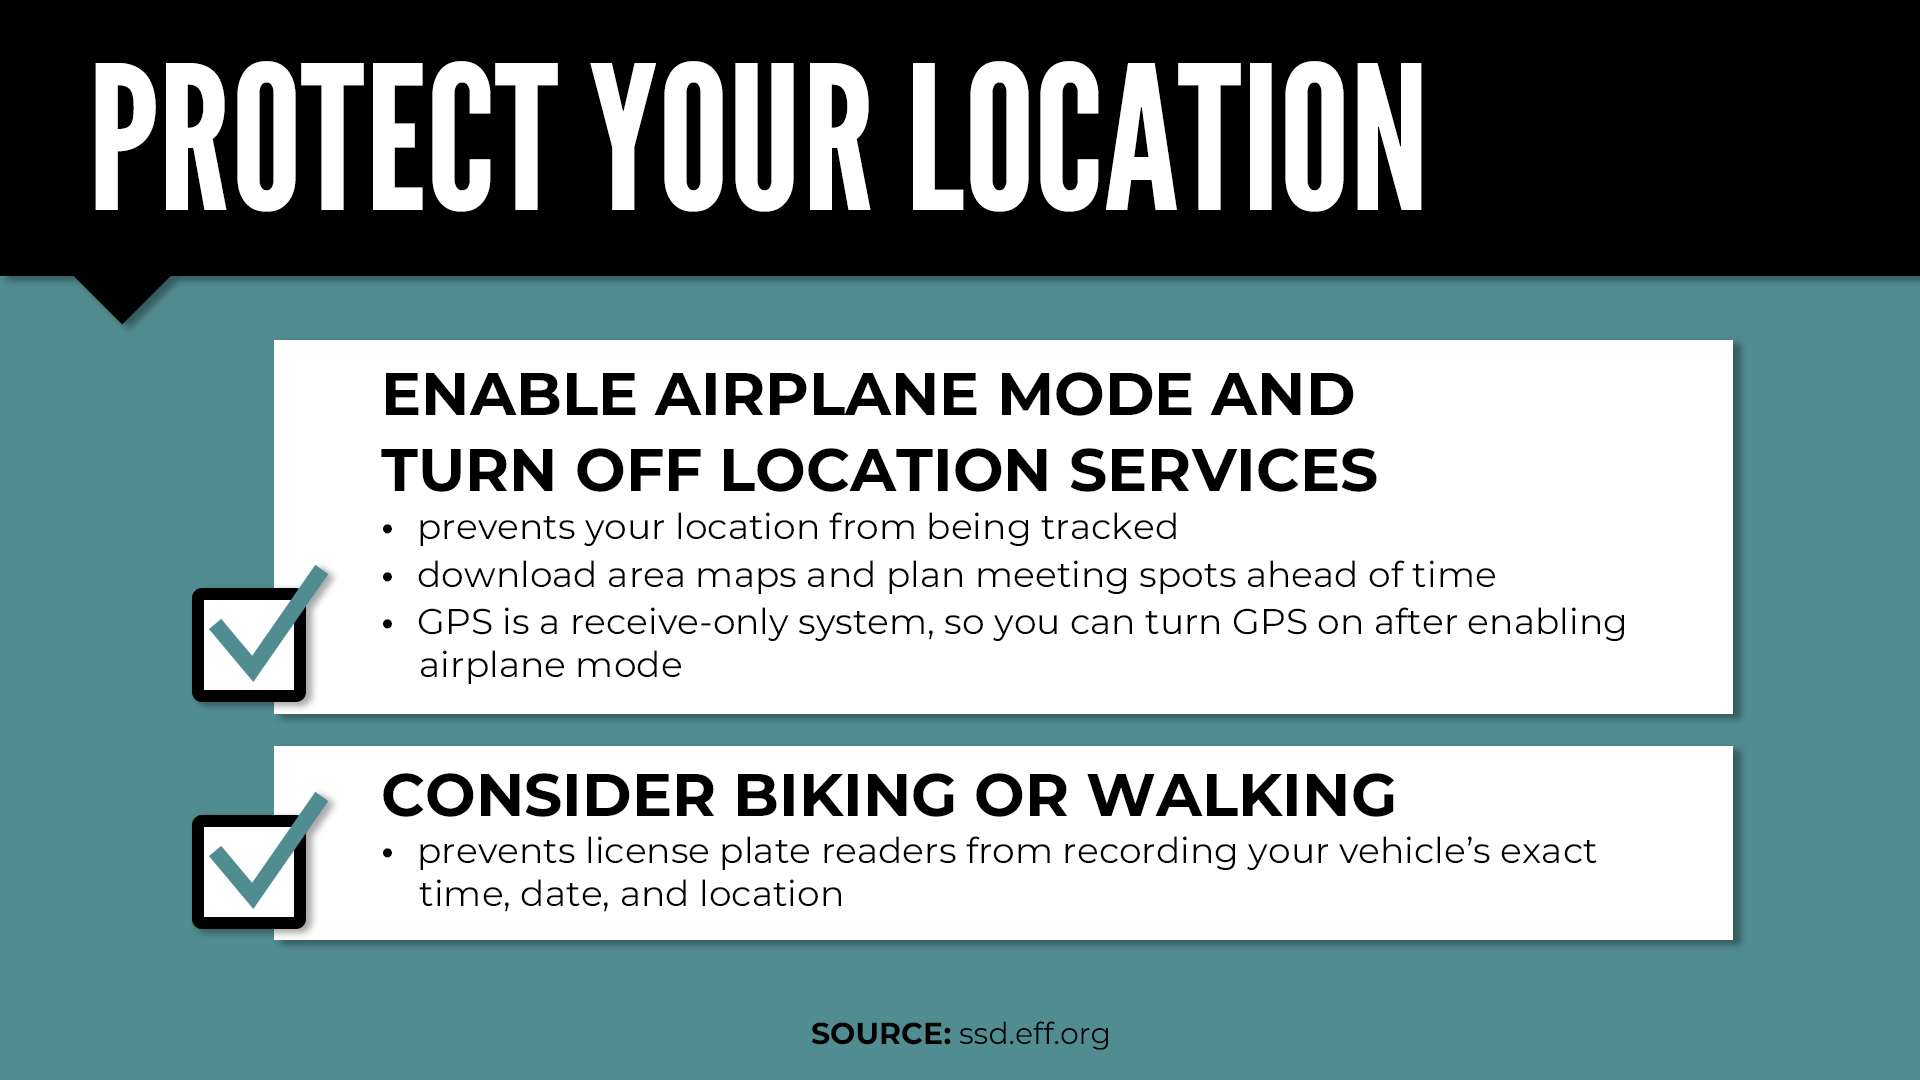 PROTECT YOUR LOCATION
ENABLE AIRPLANE MODE AND
TURN OFF LOCATION SERVICES
• prevents your location from being tracked
• download area maps and plan meeting spots ahead of time
• GPS is a receive-only system, so you can turn GPS on after enabling
airplane mode
CONSIDER BIKING OR WALKING
• prevents license plate readers from recording your vehicle’s exact
time, date, and location
SOURCE: ssd.eff.org